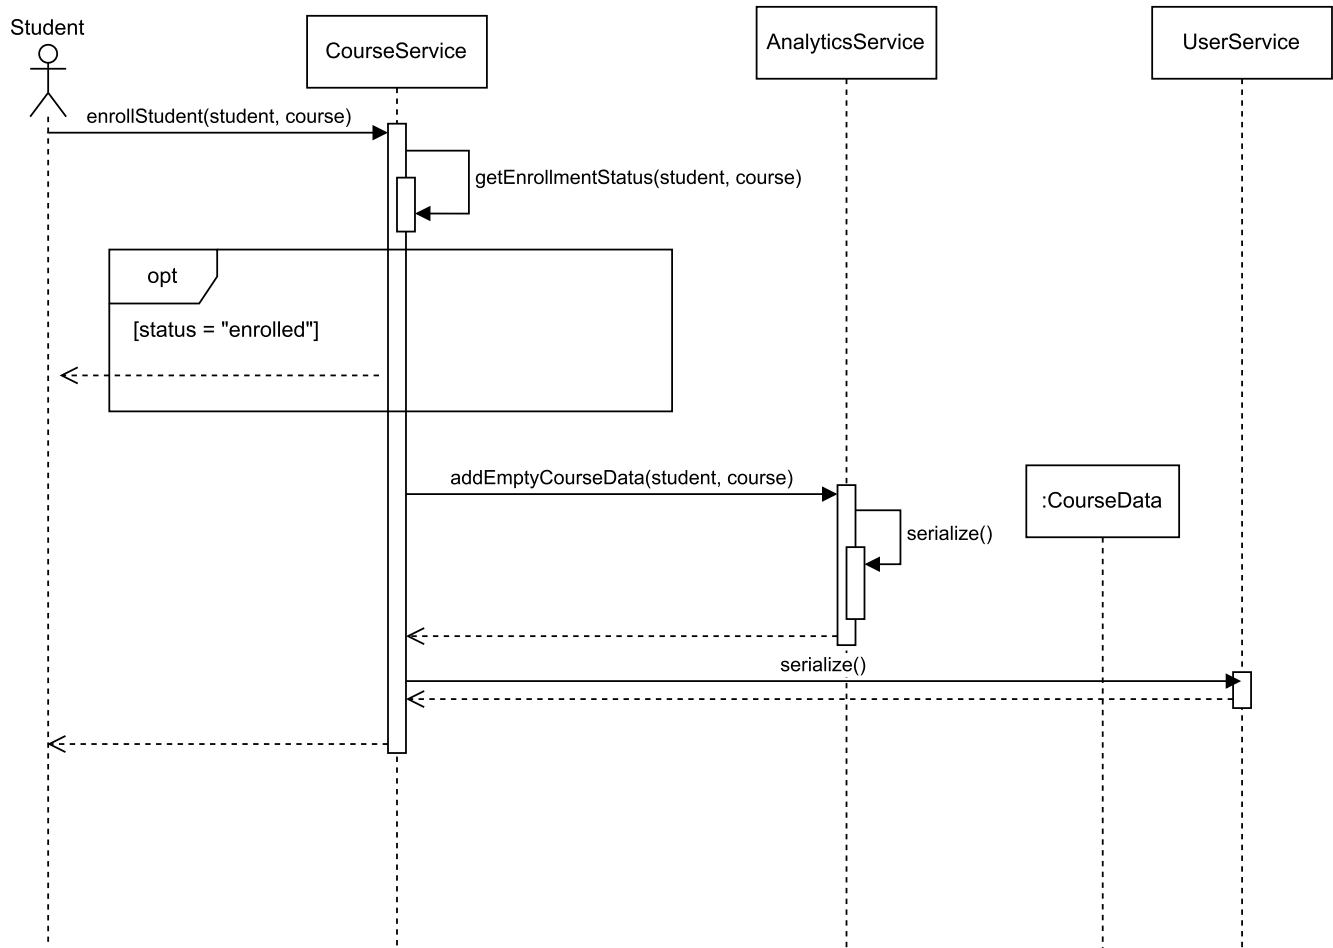 Student
CourseService
AnalyticsService
UserService
enrollStudent(student, course)
getEnrollmentStatus(student, course)
opt
[status = "enrolled"]
addEmptyCourseData(student, course)
:CourseData
serialize()
serialize()